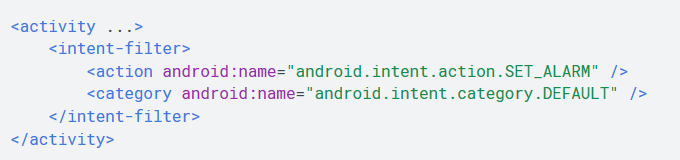 <activity ...>
    <intent-filter>
        <action android:name="android.intent.action.SET_ALARM" />
        <category android:name="android.intent.category.DEFAULT" />
    </intent-filter>
</activity>